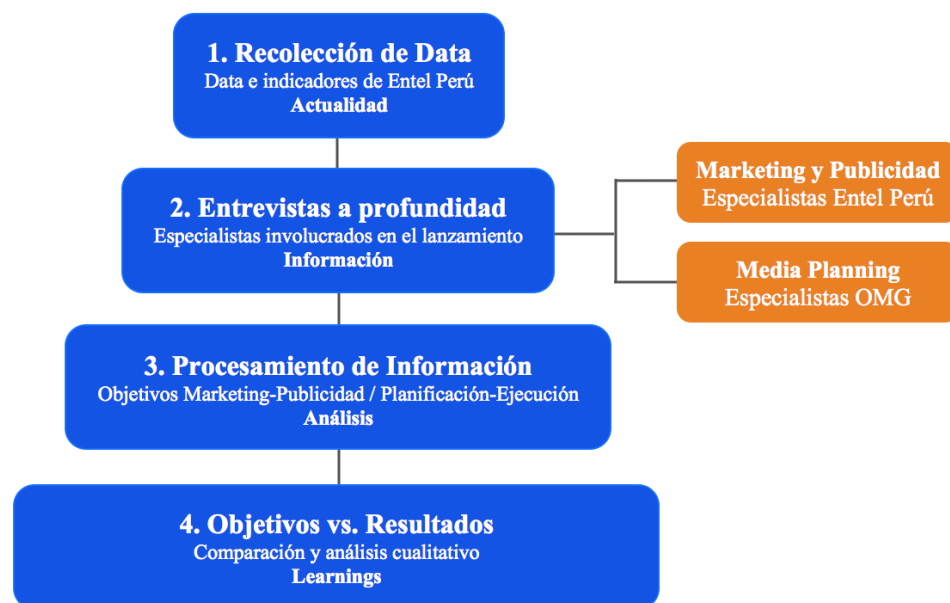 1. Recolección de Data
Data e indicadores de Entel Perú
Actualidad
2. Entrevistas a profundidad
Especialistas involucrados en el lanzamiento
Información
Marketing y Publicidad
Especialistas Entel Perú
Media Planning
Especialistas OMG
3. Procesamiento de Información
Objetivos Marketing-Publicidad / Planificación-Ejecución
Análisis
4. Objetivos vs. Resultados
Comparación y análisis cualitativo
Learnings